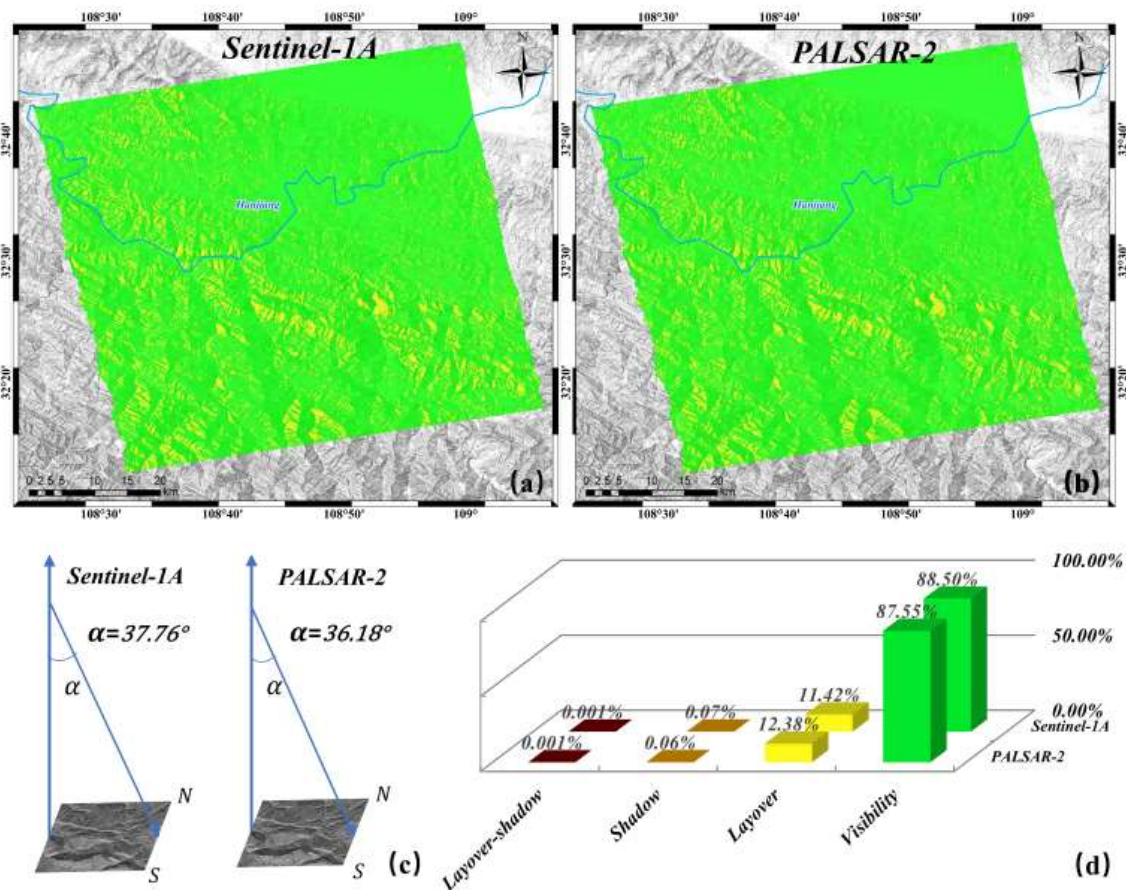 108°30' 108°40' 108°50' 109°
108°30' 108°40' 108°50' 109°
Sentinel-1A
PALSAR-2
N
N
32°40'
32°40'
32°40'
32°40'
Hanjiang
Hanjiang
32°30'
32°30'
32°30'
32°30'
32°20'
32°20'
32°20'
32°20'
0 2.5 5 10 15 20
km
(a)
0 2.5 5 10 15 20
km
(b)
108°30' 108°40' 108°50' 109°
108°30' 108°40' 108°50' 109°
Sentinel-1A
α=37.76°
α
N
S
PALSAR-2
α=36.18°
α
N
S
(c)
100.00%
50.00%
0.00%
88.50%
87.55%
11.42%
12.38%
0.07%
0.06%
0.001%
0.001%
Sentinel-1A
PALSAR-2
Layover-shadow
Shadow
Layover
Visibility
(d)